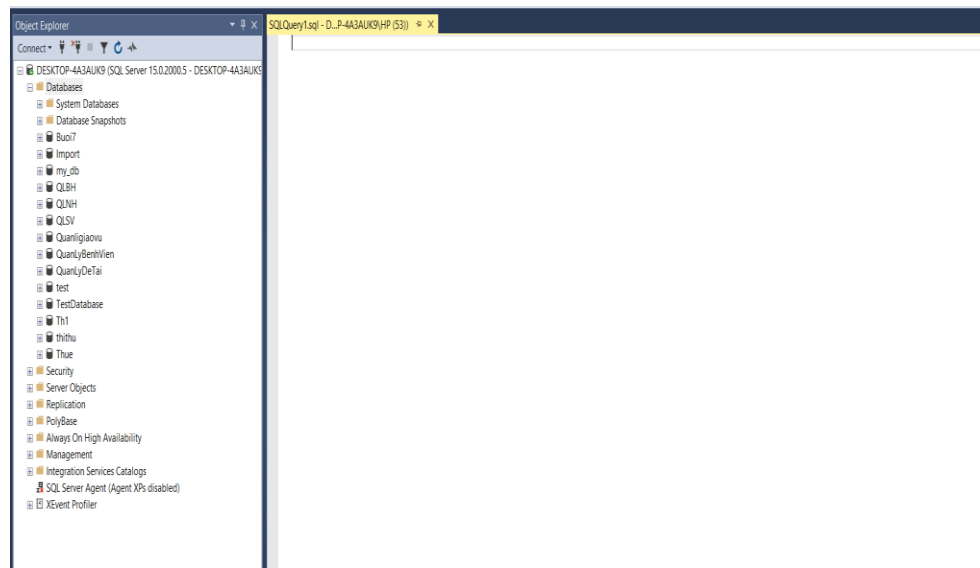 Object Explorer
SQLQuery1.sql - D...P-4A3AUK9\HP (53))
Connect
DESKTOP-4A3AUK9 (SQL Server 15.0.2000.5 - DESKTOP-4A3AUK9
Databases
System Databases
Database Snapshots
Buoi7
Import
my_db
QLBH
QLNH
QLSV
Quanligiaovu
QuanLyBenhVien
QuanLyDeTai
test
TestDatabase
Th1
thithu
Thue
Security
Server Objects
Replication
PolyBase
Always On High Availability
Management
Integration Services Catalogs
SQL Server Agent (Agent XPs disabled)
XEvent Profiler